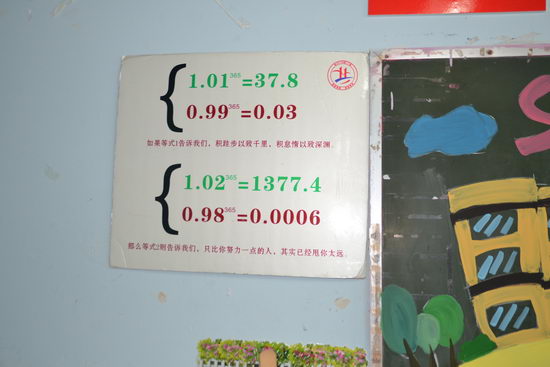 1.01³⁶⁵=37.8
0.99³⁶⁵=0.03
如果等式1告诉我们，积跬步以致千里，积怠惰以致深渊。
1.02³⁶⁵=1377.4
0.98³⁶⁵=0.0006
那么等式2则告诉我们，只比你努力一点的人，其实已经甩你太远。